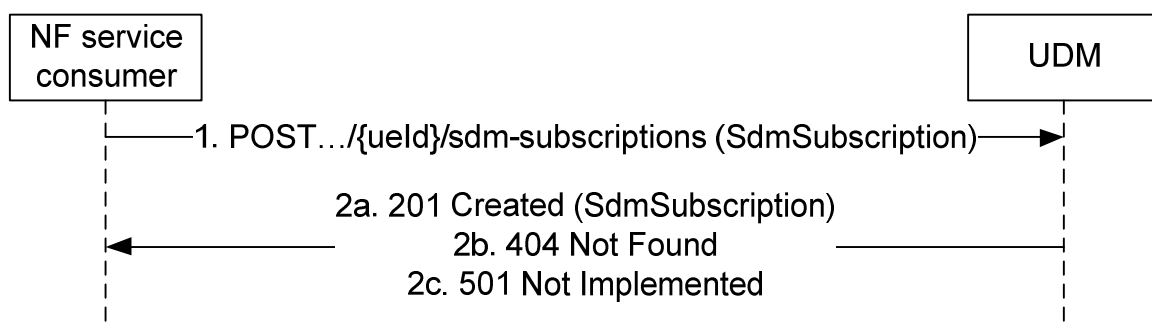 NF service
consumer
UDM
1. POST…/{ueId}/sdm-subscriptions (SdmSubscription)
2a. 201 Created (SdmSubscription)
2b. 404 Not Found
2c. 501 Not Implemented